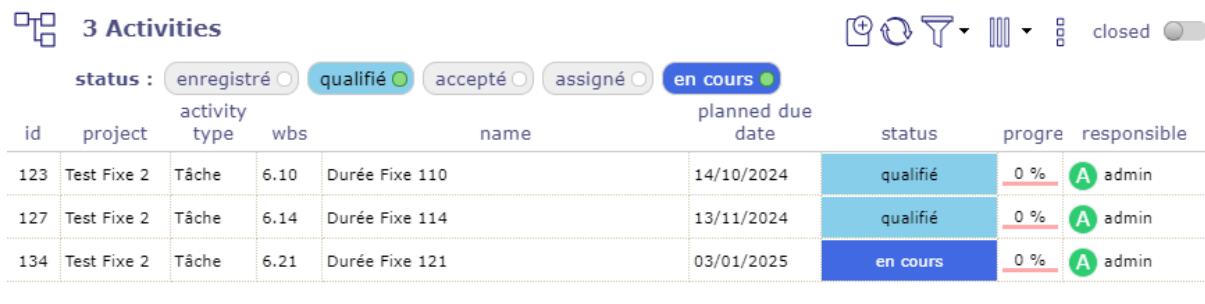 3 Activities closed
status : enregistré qualifié accepté assigné en cours
id project activity type wbs name planned due date status progre responsible
123 Test Fixe 2 Tâche 6.10 Durée Fixe 110 14/10/2024 qualifié 0 % A admin
127 Test Fixe 2 Tâche 6.14 Durée Fixe 114 13/11/2024 qualifié 0 % A admin
134 Test Fixe 2 Tâche 6.21 Durée Fixe 121 03/01/2025 en cours 0 % A admin